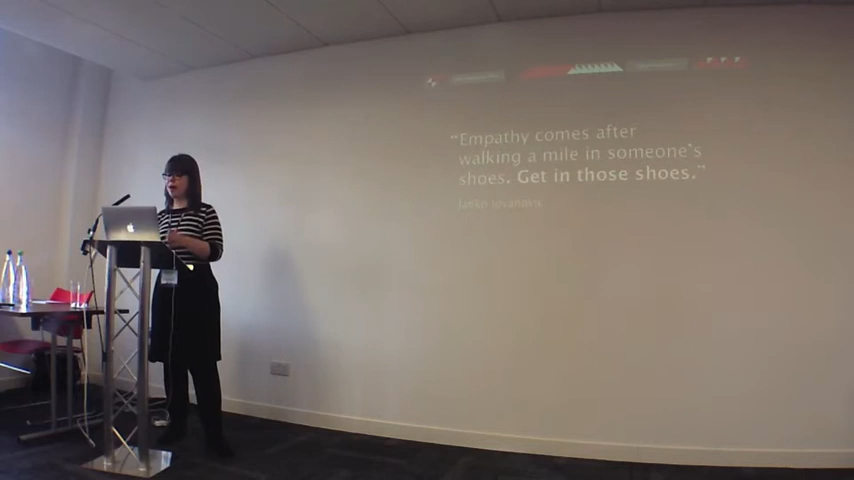 “Empathy comes after
walking a mile in someone's
shoes. Get in those shoes.”